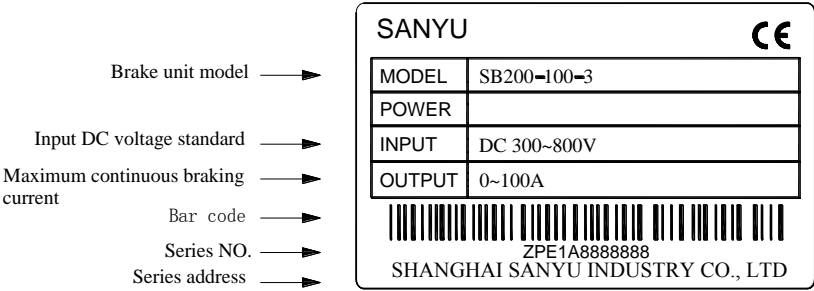 SANYU
CE
Brake unit model
MODEL SB200-100-3
POWER
Input DC voltage standard
INPUT DC 300~800V
Maximum continuous braking
current
OUTPUT 0~100A
Bar code
Series NO.
ZPE1A8888888
Series address
SHANGHAI SANYU INDUSTRY CO., LTD